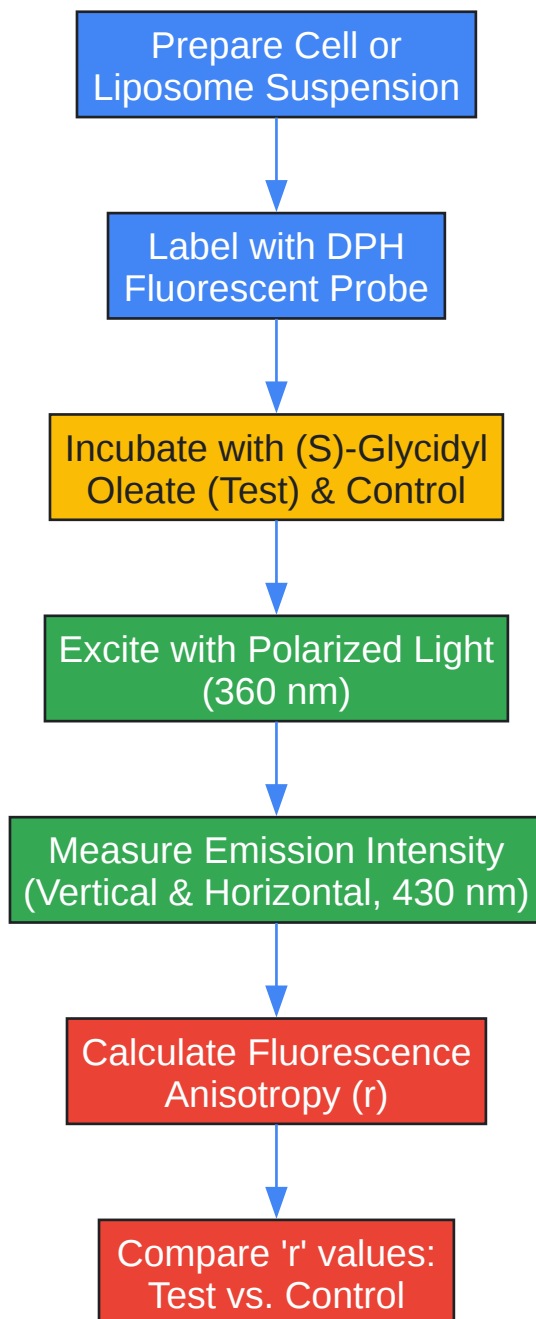 Prepare Cell or
Liposome Suspension
Label with DPH
Fluorescent Probe
Incubate with (S)-Glycidyl
Oleate (Test) & Control
Excite with Polarized Light
(360 nm)
Measure Emission Intensity
(Vertical & Horizontal, 430 nm)
Calculate Fluorescence
Anisotropy (r)
Compare 'r' values:
Test vs. Control